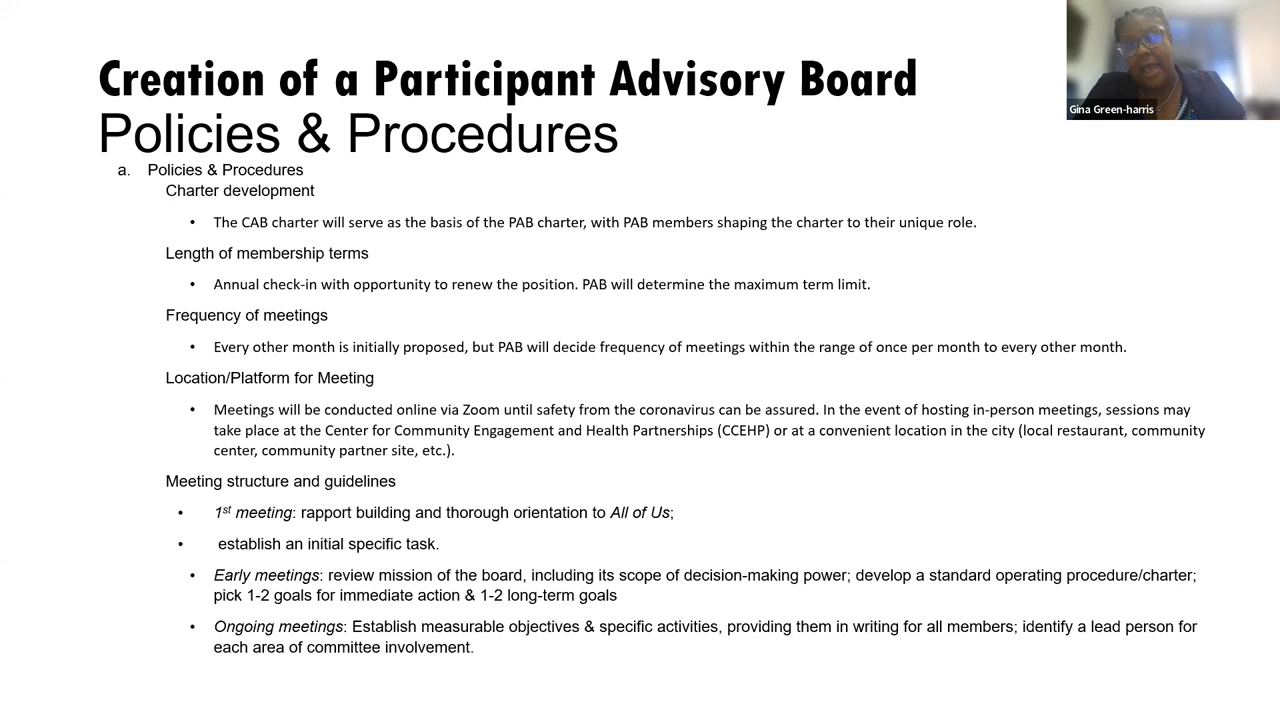 Creation of a Participant Advisory Board
Policies & Procedures
Gina Green-harris
a. Policies & Procedures
Charter development
• The CAB charter will serve as the basis of the PAB charter, with PAB members shaping the charter to their unique role.
Length of membership terms
• Annual check-in with opportunity to renew the position. PAB will determine the maximum term limit.
Frequency of meetings
• Every other month is initially proposed, but PAB will decide frequency of meetings within the range of once per month to every other month.
Location/Platform for Meeting
• Meetings will be conducted online via Zoom until safety from the coronavirus can be assured. In the event of hosting in-person meetings, sessions may
take place at the Center for Community Engagement and Health Partnerships (CCEHP) or at a convenient location in the city (local restaurant, community
center, community partner site, etc.).
Meeting structure and guidelines
• 1st meeting: rapport building and thorough orientation to All of Us;
• establish an initial specific task.
• Early meetings: review mission of the board, including its scope of decision-making power; develop a standard operating procedure/charter;
pick 1-2 goals for immediate action & 1-2 long-term goals
• Ongoing meetings: Establish measurable objectives & specific activities, providing them in writing for all members; identify a lead person for
each area of committee involvement.